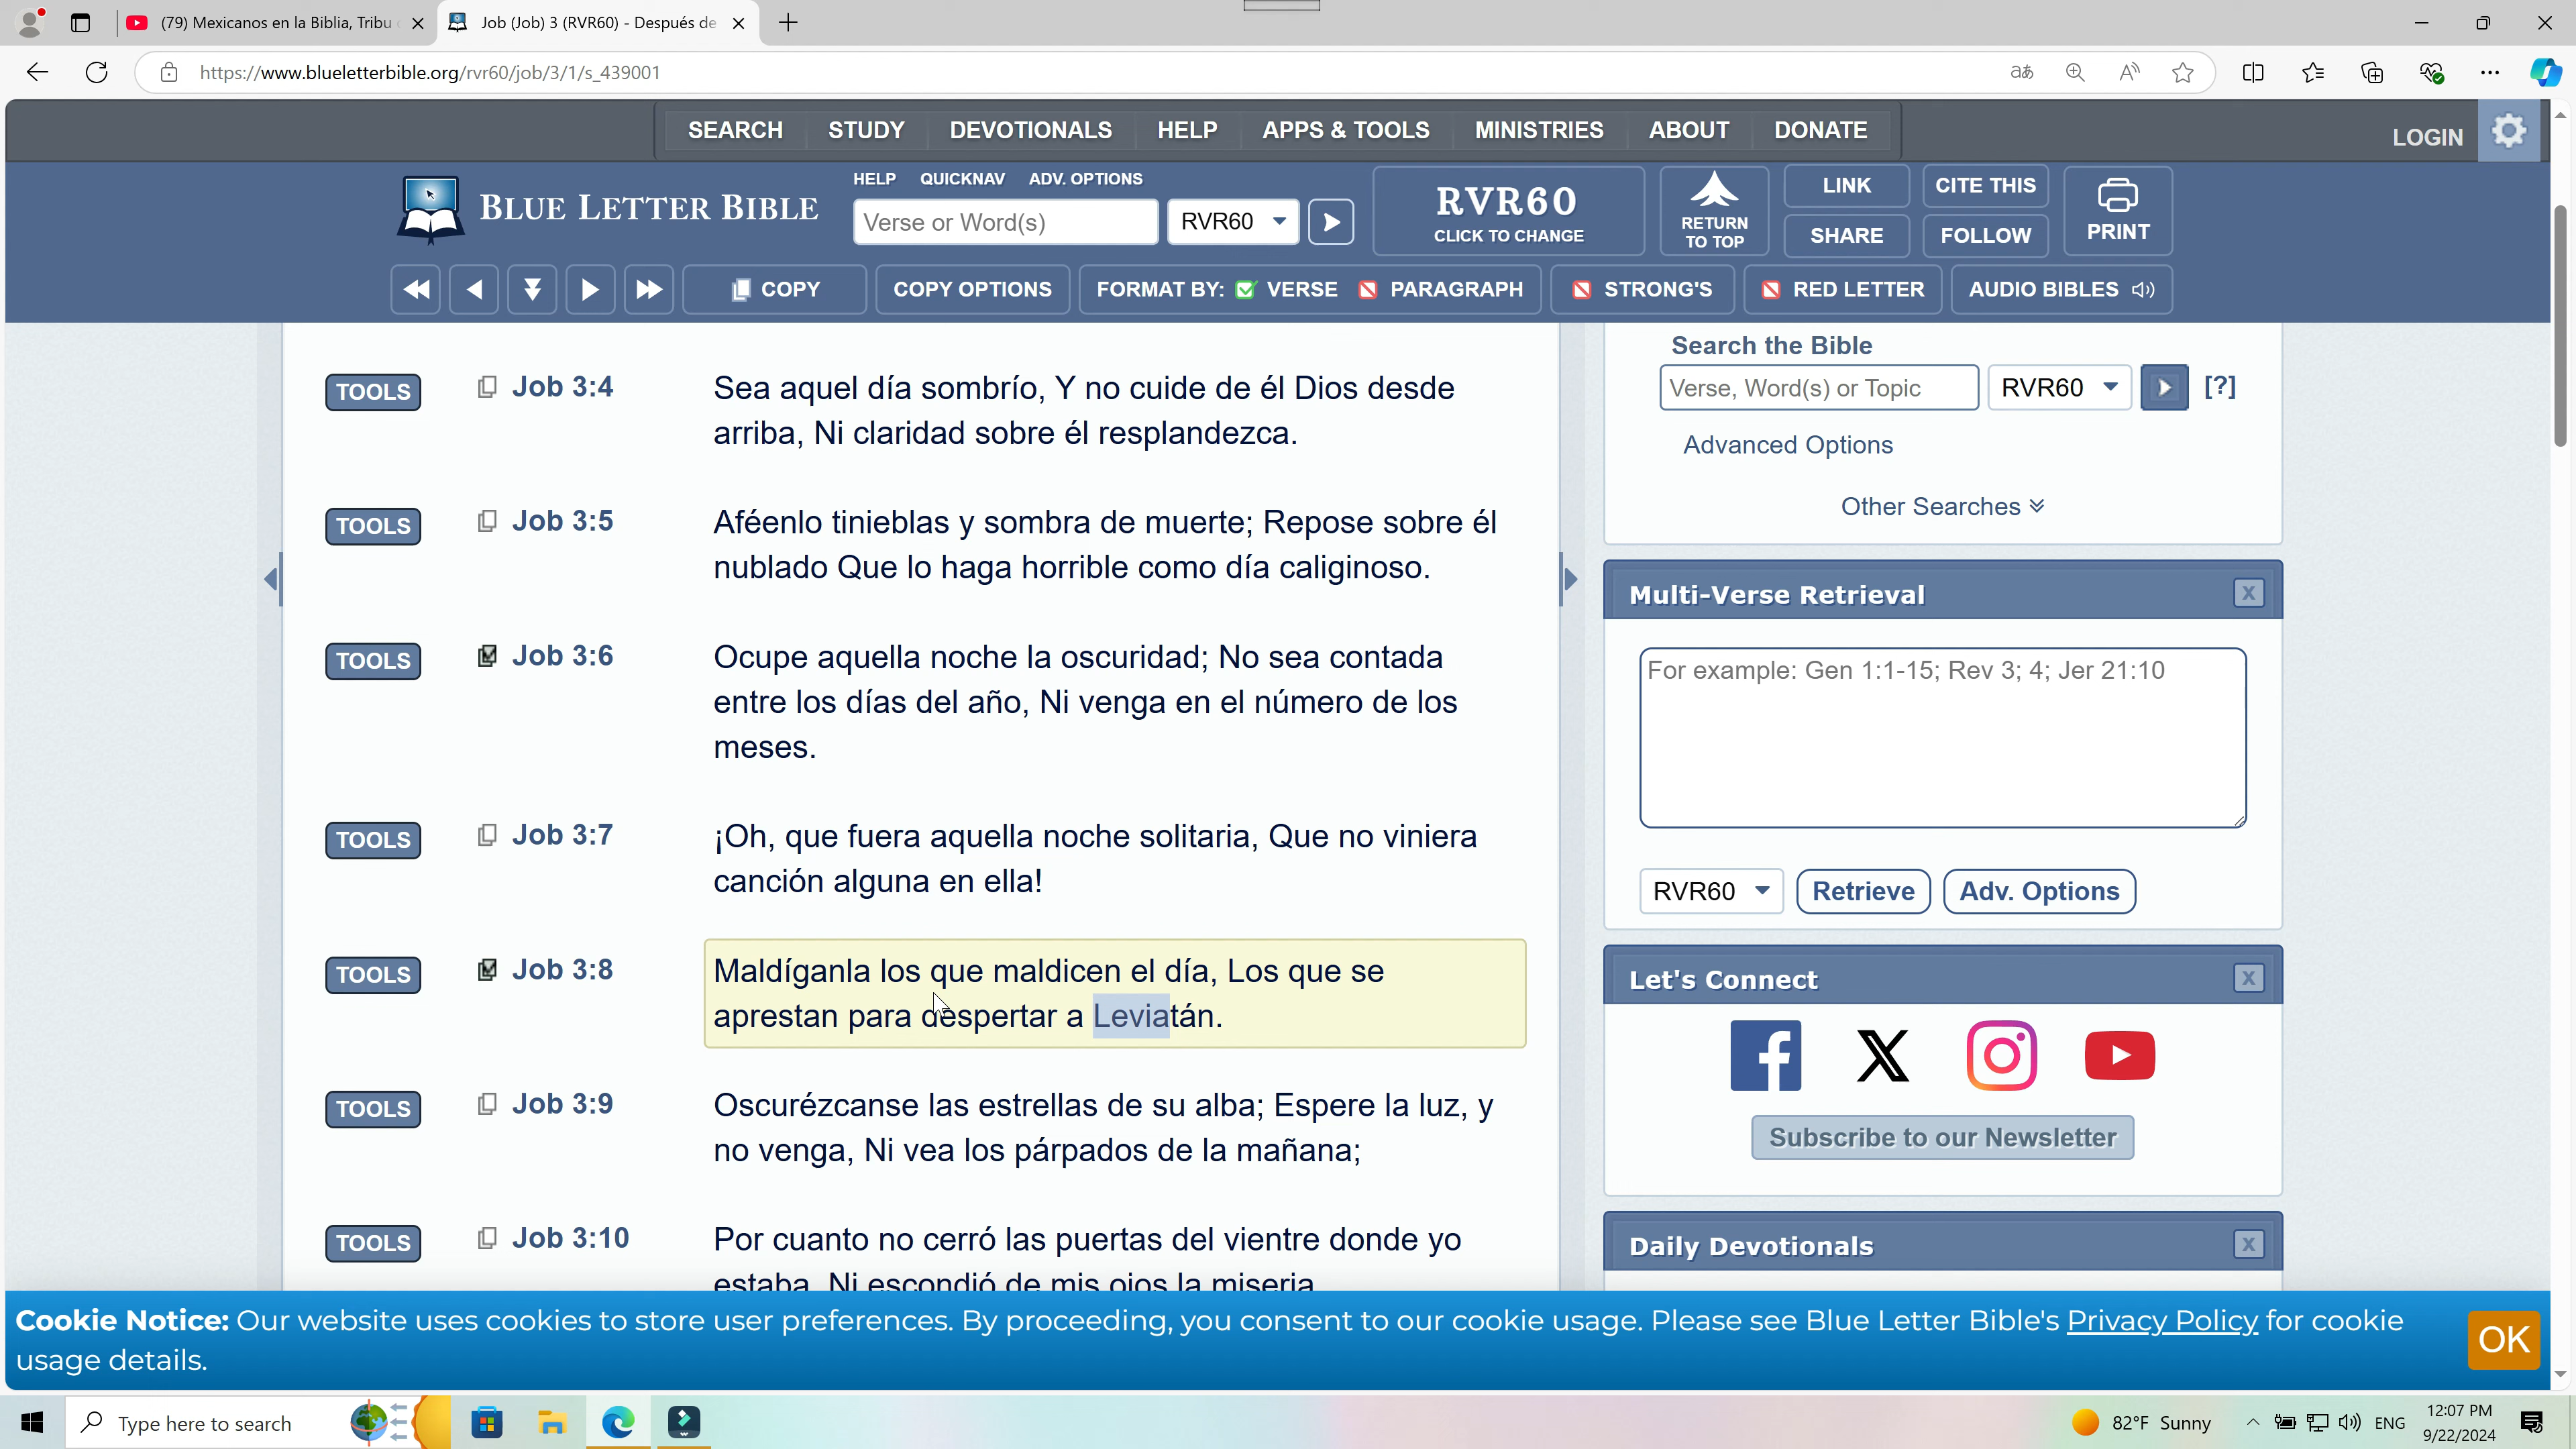 (79) Mexicanos en la Biblia, Tribu
Job (Job) 3 (RVR60) - Después de
https://www.blueletterbible.org/rvr60/job/3/1/s_439001
SEARCH STUDY DEVOTIONALS HELP APPS & TOOLS MINISTRIES ABOUT DONATE
LOGIN
HELP QUICKNAV ADV. OPTIONS
BLUE LETTER BIBLE
Verse or Word(s)
RVR60
RVR60
CLICK TO CHANGE
RETURN
TO TOP
LINK
CITE THIS
SHARE
FOLLOW
PRINT
COPY
COPY OPTIONS
FORMAT BY: VERSE PARAGRAPH
STRONG'S
RED LETTER
AUDIO BIBLES
TOOLS
Job 3:4
Sea aquel día sombrío, Y no cuide de él Dios desde
arriba, Ni claridad sobre él resplandezca.
TOOLS
Job 3:5
Aféenlo tinieblas y sombra de muerte; Repose sobre él
nublado Que lo haga horrible como día caliginoso.
TOOLS
Job 3:6
Ocupe aquella noche la oscuridad; No sea contada
entre los días del año, Ni venga en el número de los
meses.
TOOLS
Job 3:7
¡Oh, que fuera aquella noche solitaria, Que no viniera
canción alguna en ella!
TOOLS
Job 3:8
Maldíganla los que maldicen el día, Los que se
aprestan para despertar a Leviatán.
TOOLS
Job 3:9
Oscurézcanse las estrellas de su alba; Espere la luz, y
no venga, Ni vea los párpados de la mañana;
TOOLS
Job 3:10
Por cuanto no cerró las puertas del vientre donde yo
estaba, Ni escondió de mis ojos la miseria.
Search the Bible
Verse, Word(s) or Topic
RVR60
[?]
Advanced Options
Other Searches
Multi-Verse Retrieval
X
For example: Gen 1:1-15; Rev 3; 4; Jer 21:10
RVR60
Retrieve
Adv. Options
Let's Connect
X
Subscribe to our Newsletter
Daily Devotionals
X
Cookie Notice: Our website uses cookies to store user preferences. By proceeding, you consent to our cookie usage. Please see Blue Letter Bible's Privacy Policy for cookie
usage details.
OK
Type here to search
82°F Sunny
ENG
12:07 PM
9/22/2024